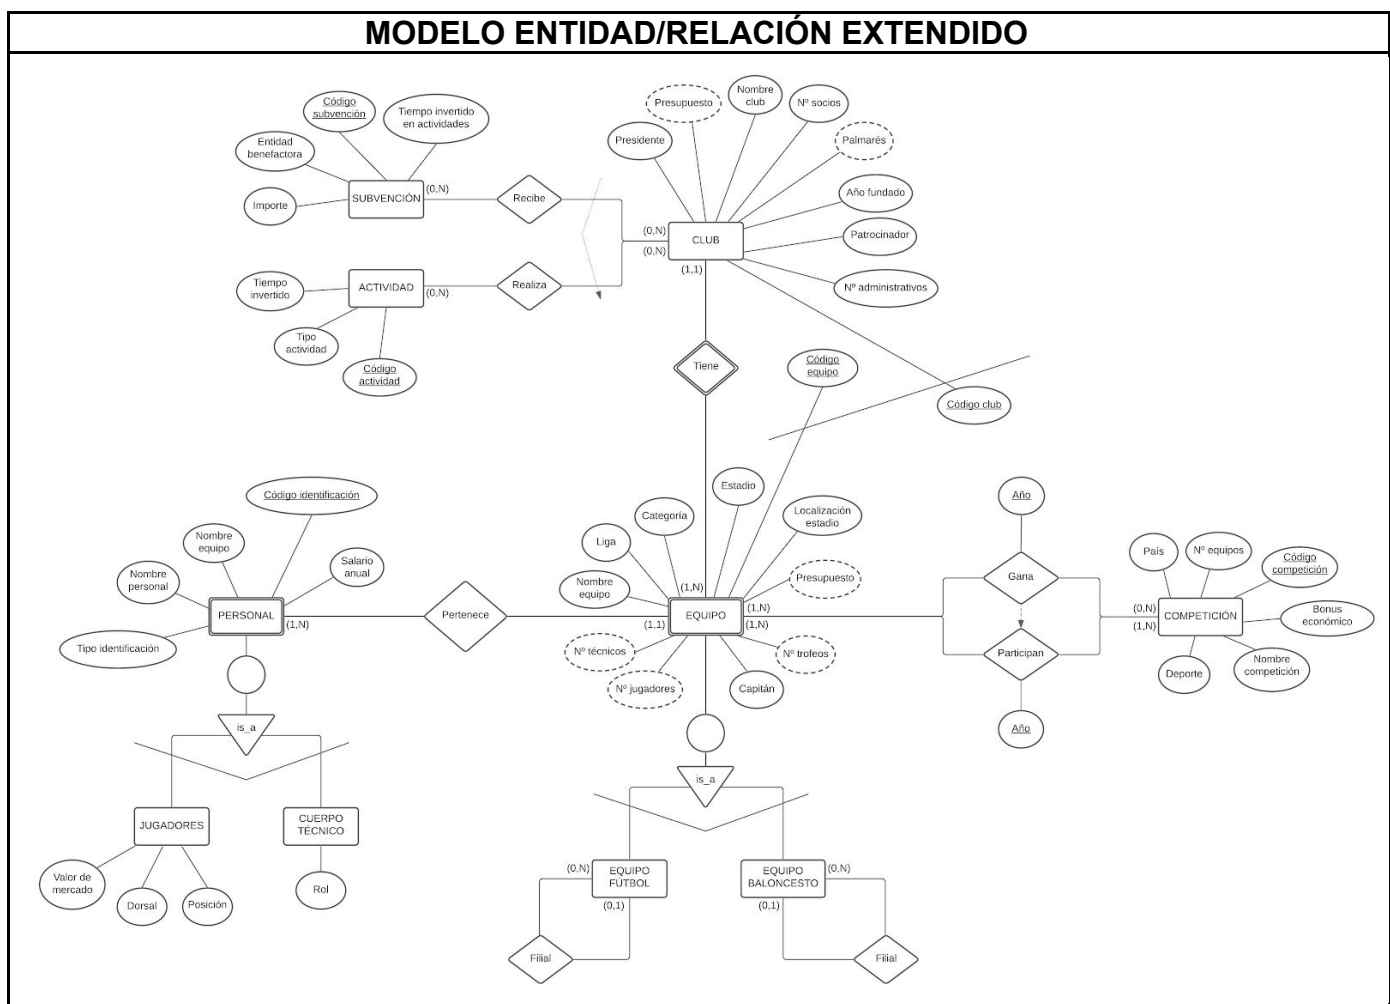 MODELO ENTIDAD/RELACIÓN EXTENDIDO
Código
subvención
Tiempo invertido
en actividades
Entidad
benefactora
Importe
SUBVENCIÓN
(0,N)
Recibe
Presidente
Presupuesto
Nombre
club
Nº socios
Palmarés
Año fundado
Patrocinador
Nº administrativos
(0,N)
(0,N)
CLUB
(1,1)
Tiempo
invertido
ACTIVIDAD
(0,N)
Realiza
Tipo
actividad
Código
actividad
Tiene
Código
equipo
Código club
Código identificación
Nombre
equipo
Nombre
personal
Salario
anual
Tipo identificación
PERSONAL
(1,N)
Pertenece
Estadio
Categoría
Liga
Nombre
equipo
Localización
estadio
Presupuesto
(1,N)
(1,N)
(1,1)
EQUIPO
(1,N)
Nº técnicos
Nº jugadores
Capitán
Nº trofeos
Año
Gana
Participan
Año
País
Nº equipos
Código
competición
(0,N)
(1,N)
COMPETICIÓN
Bonus
económico
Deporte
Nombre
competición
is_a
JUGADORES
CUERPO
TÉCNICO
Valor de
mercado
Dorsal
Posición
Rol
is_a
(0,N)
EQUIPO
FÚTBOL
(0,1)
Filial
EQUIPO
BALONCESTO
(0,N)
(0,1)
Filial